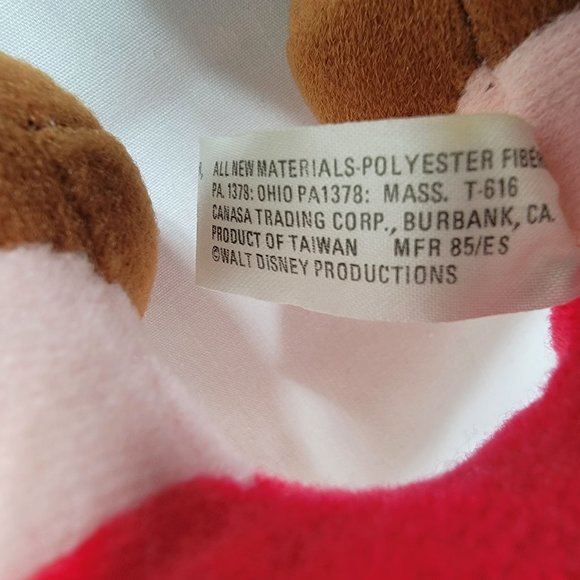 ALL NEW MATERIALS-POLYESTER FIBER
PA. 1378: OHIO PA1378: MASS. T-616
CANASA TRADING CORP., BURBANK, CA.
PRODUCT OF TAIWAN MFR 85/ES
©WALT DISNEY PRODUCTIONS